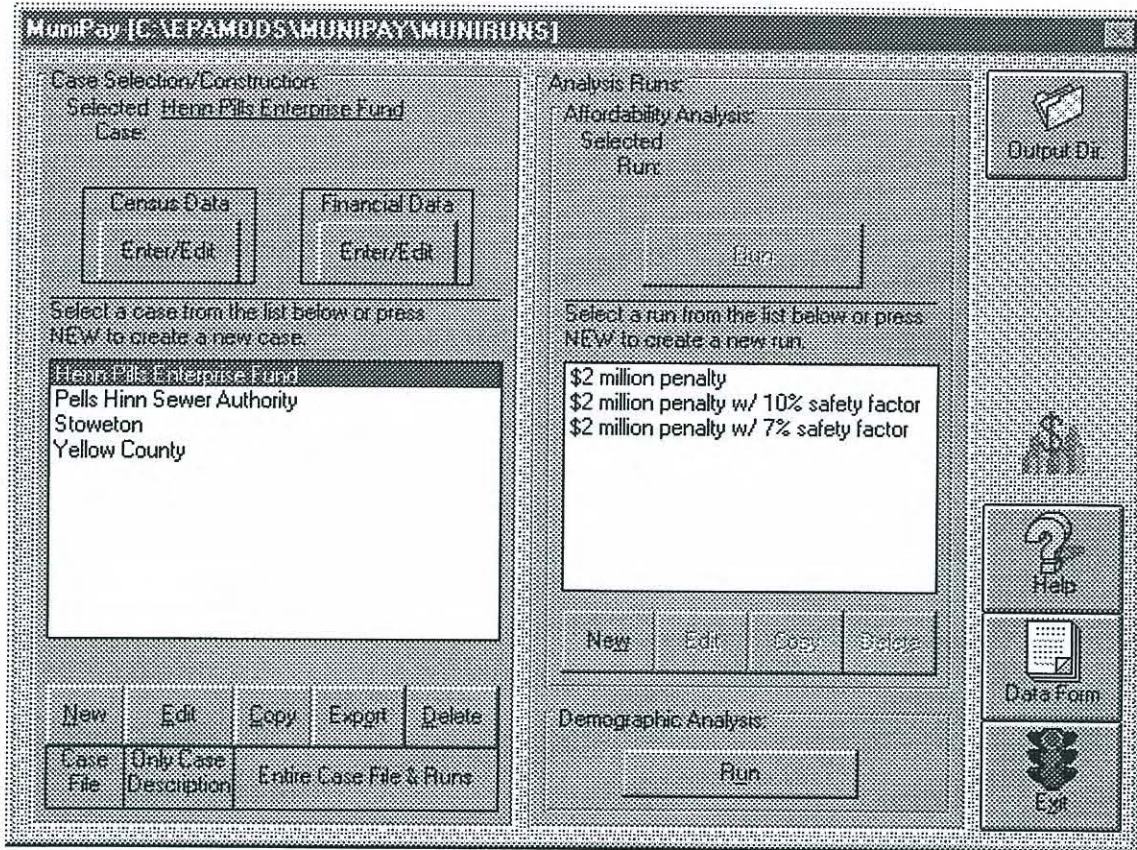 MuniPay [C:\EPAMODS\MUNIPAY\MUNIRUNS]
Case Selection/Construction:
Selected Henn Pills Enterprise Fund
Case:
Census Data
Enter/Edit
Financial Data
Enter/Edit
Select a case from the list below or press
NEW to create a new case.
Henn Pills Enterprise Fund
Pells Hinn Sewer Authority
Stoweton
Yellow County
New
Edit
Copy
Export
Delete
Case
File
Only Case
Description
Entire Case File & Runs
Analysis Runs:
Affordability Analysis:
Selected
Run:
Run
Select a run from the list below or press
NEW to create a new run.
$2 million penalty
$2 million penalty w/ 10% safety factor
$2 million penalty w/ 7% safety factor
New
Edit
Copy
Delete
Demographic Analysis:
Run
Output Dir.
$
Help
Data Form
Exit